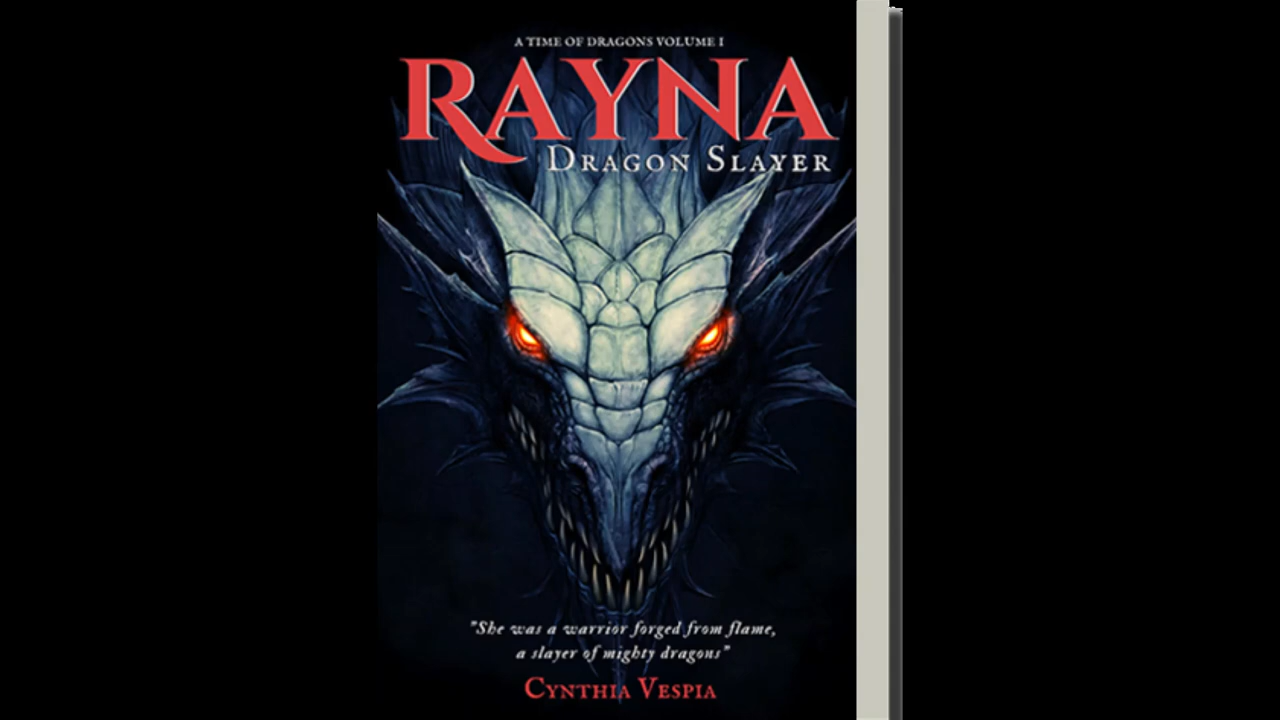 A TIME OF DRAGONS VOLUME I
RAYNA
DRAGON SLAYER
"She was a warrior forged from flame,
a slayer of mighty dragons"
CYNTHIA VESPIA